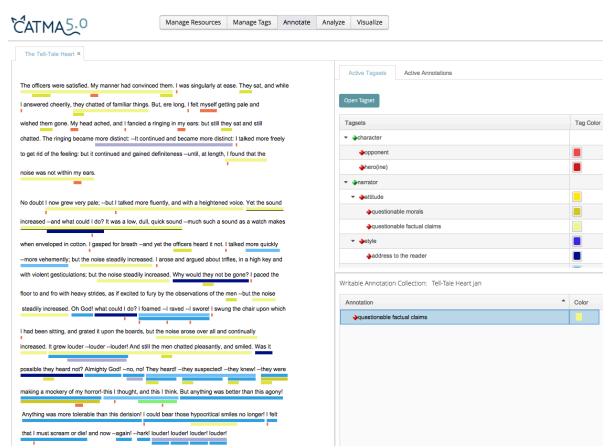 CATMA5.0
Manage Resources Manage Tags Annotate Analyze Visualize
The Tell-Tale Heart ×
The officers were satisfied. My manner had convinced them. I was singularly at ease. They sat, and while
I answered cheerily, they chatted of familiar things. But, ere long, I felt myself getting pale and
wished them gone. My head ached, and I fancied a ringing in my ears: but still they sat and still
chatted. The ringing became more distinct: --It continued and became more distinct: I talked more freely
to get rid of the feeling: but it continued and gained definiteness --until, at length, I found that the
noise was not within my ears.
No doubt I now grew very pale; --but I talked more fluently, and with a heightened voice. Yet the sound
increased --and what could I do? It was a low, dull, quick sound --much such a sound as a watch makes
when enveloped in cotton. I gasped for breath --and yet the officers heard it not. I talked more quickly
--more vehemently; but the noise steadily increased. I arose and argued about trifles, in a high key and
with violent gesticulations; but the noise steadily increased. Why would they not be gone? I paced the
floor to and fro with heavy strides, as if excited to fury by the observations of the men --but the noise
steadily increased. Oh God! what could I do? I foamed --I raved --I swore! I swung the chair upon which
I had been sitting, and grated it upon the boards, but the noise arose over all and continually
increased. It grew louder --louder --louder! And still the men chatted pleasantly, and smiled. Was it
possible they heard not? Almighty God! --no, no! They heard! --they suspected! --they knew! --they were
making a mockery of my horror!-this I thought, and this I think. But anything was better than this agony!
Anything was more tolerable than this derision! I could bear those hypocritical smiles no longer! I felt
that I must scream or die! and now --again! --hark! louder! louder! louder! louder!
Active Tagsets Active Annotations
Open Tagset
Tagsets Tag Color
character
opponent
hero(ine)
narrator
attitude
questionable morals
questionable factual claims
style
address to the reader
Writable Annotation Collection: Tell-Tale Heart jan
Annotation Color
questionable factual claims